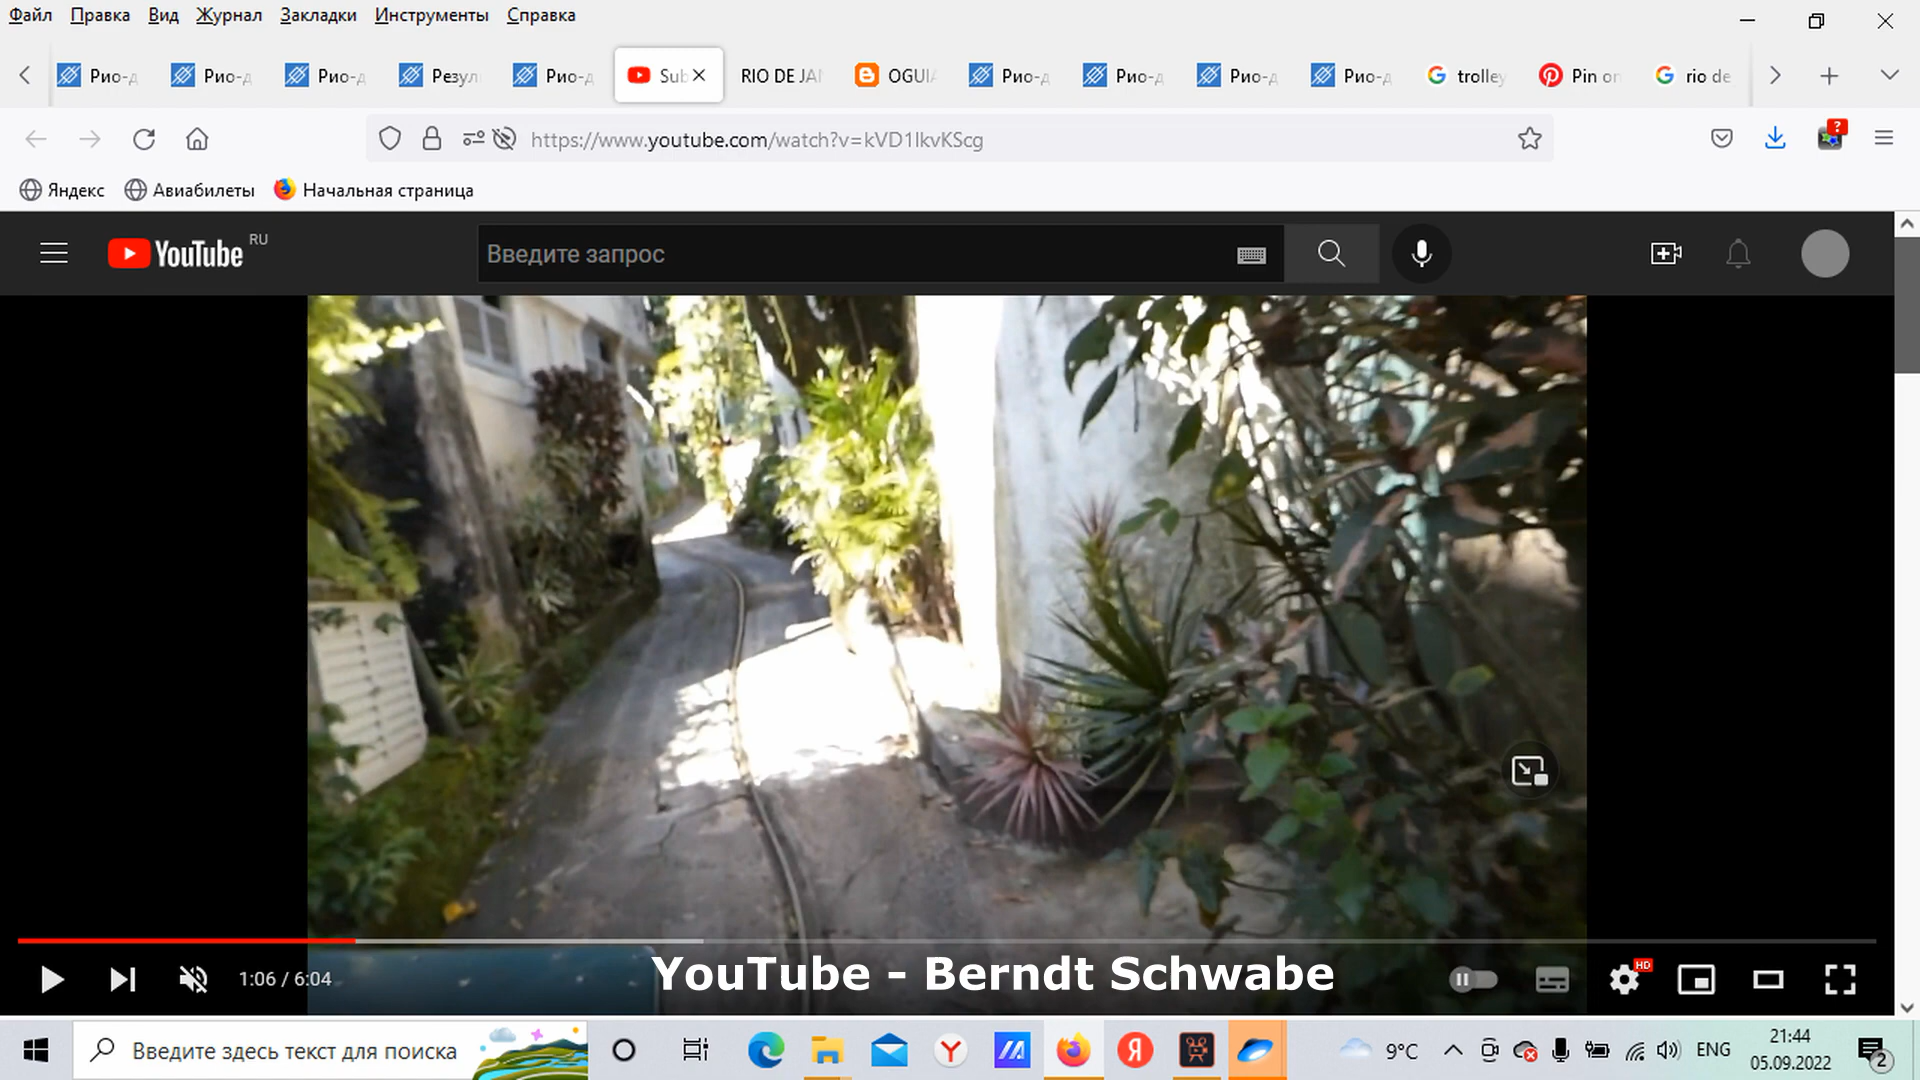 Файл Правка Вид Журнал Закладки Инструменты Справка
Рио-д Рио-д Рио-д Резул Рио-д Sub RIO DE JAN OGUIA Рио-д Рио-д Рио-д Рио-д trolley Pin on rio de
https://www.youtube.com/watch?v=kVD1lkvKScg
?
Яндекс Авиабилеты Начальная страница
YouTube RU
Введите запрос
HD
1:06 / 6:04
YouTube - Berndt Schwabe
Введите здесь текст для поиска
9°C ENG
21:44
05.09.2022
2